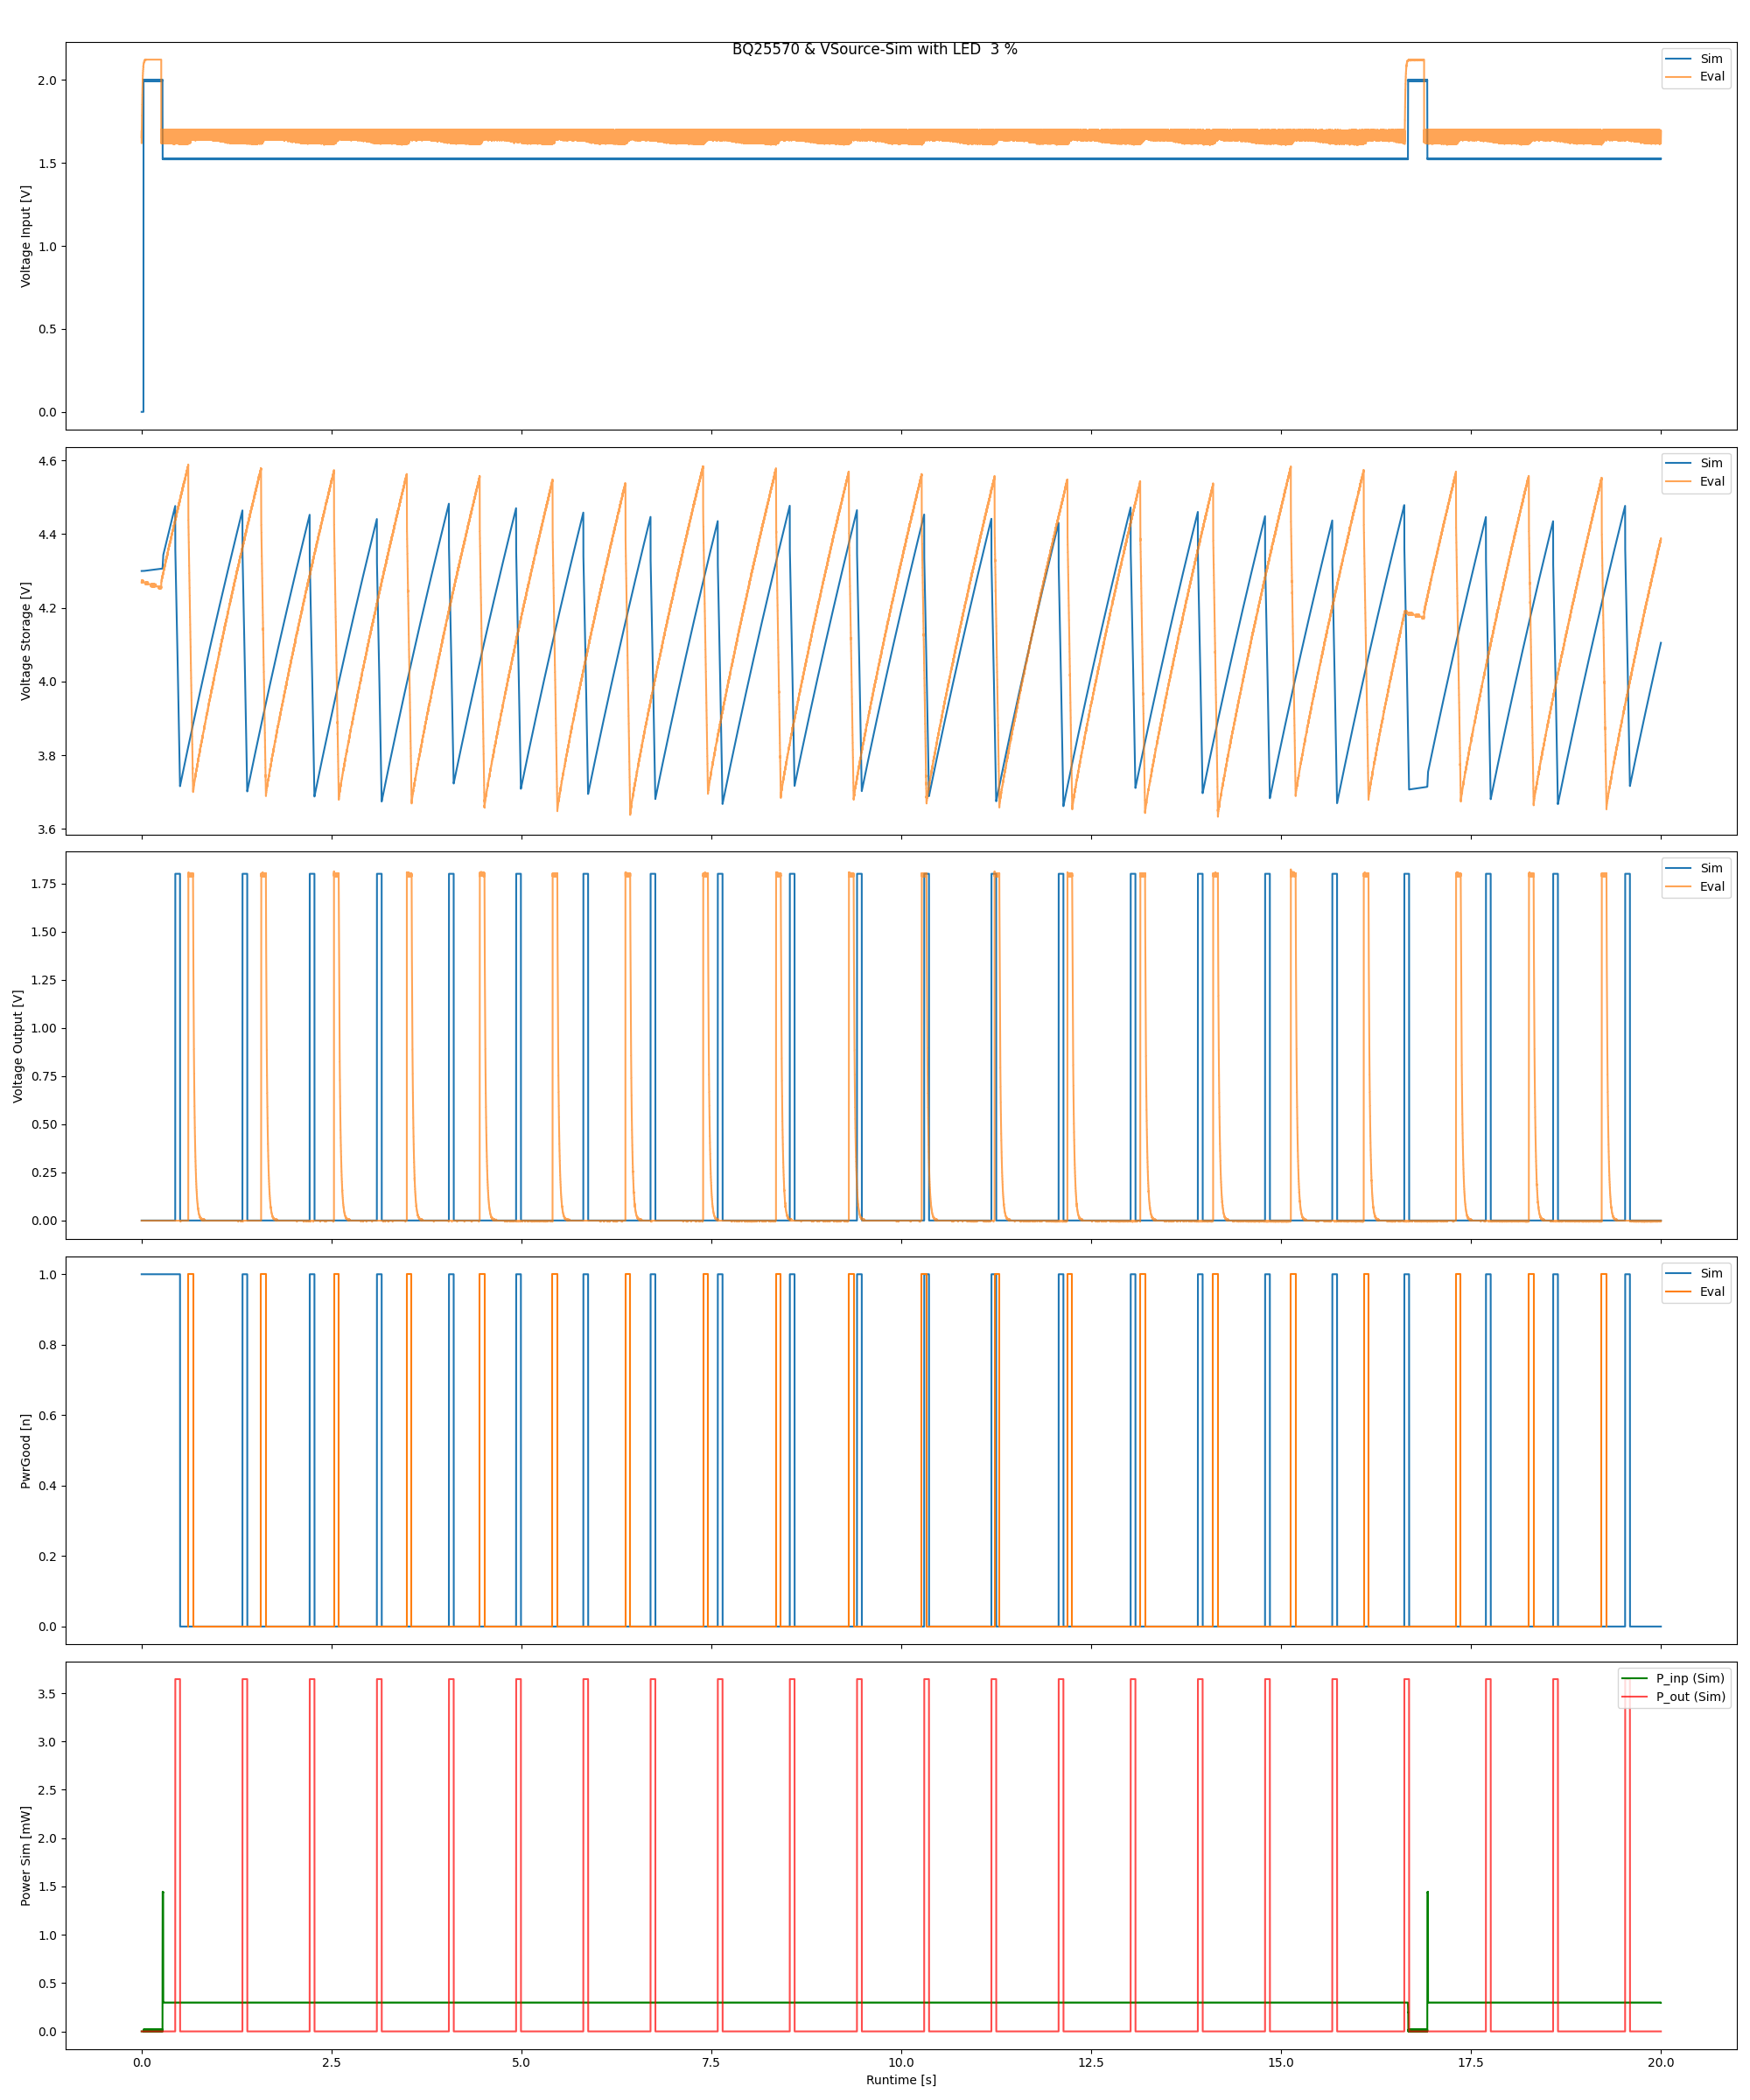 BQ25570 & VSource-Sim with LED  3 %
Voltage Input [V]
2.0
1.5
1.0
0.5
0.0
Sim
Eval
Voltage Storage [V]
4.6
4.4
4.2
4.0
3.8
3.6
Sim
Eval
Voltage Output [V]
1.75
1.50
1.25
1.00
0.75
0.50
0.25
0.00
Sim
Eval
PwrGood [n]
1.0
0.8
0.6
0.4
0.2
0.0
Sim
Eval
Power Sim [mW]
3.5
3.0
2.5
2.0
1.5
1.0
0.5
0.0
P_inp (Sim)
P_out (Sim)
0.0 2.5 5.0 7.5 10.0 12.5 15.0 17.5 20.0
Runtime [s]